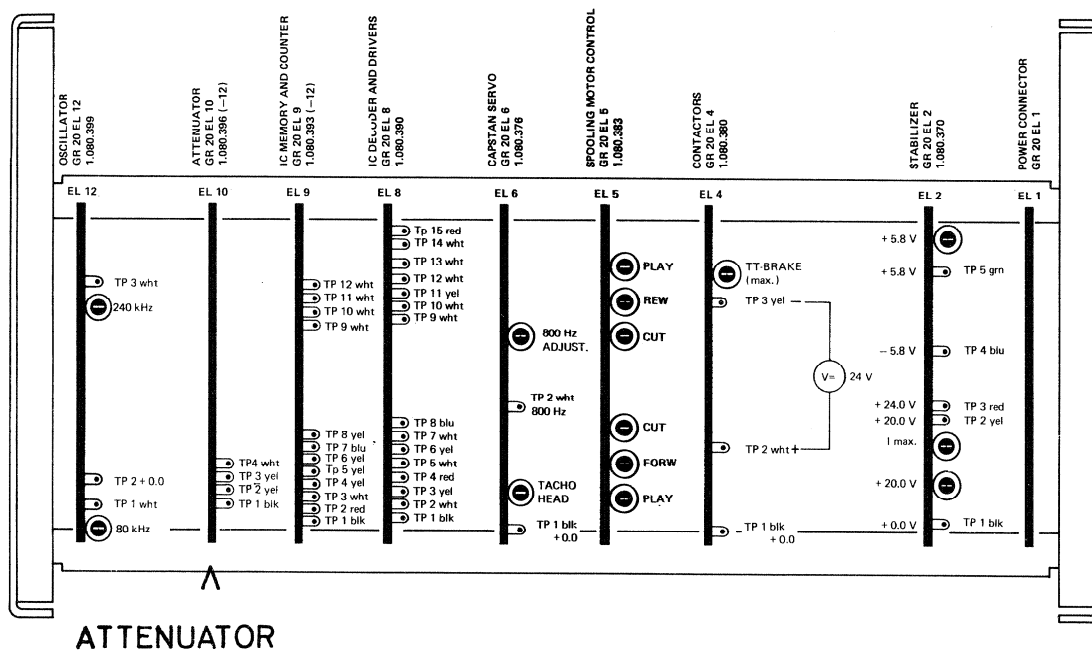 OSCILLATOR
GR 20 EL 12
1.080.399
ATTENUATOR
GR 20 EL 10
1.080.396 (–12)
IC MEMORY AND COUNTER
GR 20 EL 9
1.080.393 (–12)
IC DECODER AND DRIVERS
GR 20 EL 8
1.080.390
CAPSTAN SERVO
GR 20 EL 6
1.080.376
SPOOLING MOTOR CONTROL
GR 20 EL 5
1.080.383
CONTACTORS
GR 20 EL 4
1.080.380
STABILIZER
GR 20 EL 2
1.080.370
POWER CONNECTOR
GR 20 EL 1
EL 12
EL 10
EL 9
EL 8
EL 6
EL 5
EL 4
EL 2
EL 1
TP 3 wht
240 kHz
TP 2 + 0.0
TP 1 wht
80 kHz
TP4 wht
TP 3 yel
TP 2 yel
TP 1 blk
TP 12 wht
TP 11 wht
TP 10 wht
TP 9 wht
TP 8 yel
TP 7 blu
TP 6 yel
Tp 5 yel
TP 4 yel
TP 3 wht
TP 2 red
TP 1 blk
Tp 15 red
TP 14 wht
TP 13 wht
TP 12 wht
TP 11 yel
TP 10 wht
TP 9 wht
TP 8 blu
TP 7 wht
TP 6 yel
TP 5 wht
TP 4 red
TP 3 yel
TP 2 wht
TP 1 blk
800 Hz
ADJUST.
TP 2 wht
800 Hz
TACHO
HEAD
TP 1 blk
+0.0
PLAY
REW
CUT
CUT
FORW
PLAY
TT-BRAKE
(max.)
TP 3 yel
V= 24 V
TP 2 wht +
TP 1 blk
+0.0
+ 5.8 V
+ 5.8 V TP 5 grn
– 5.8 V TP 4 blu
+ 24.0 V TP 3 red
+ 20.0 V TP 2 yel
I max.
+ 20.0 V
+ 0.0 V TP 1 blk
ATTENUATOR